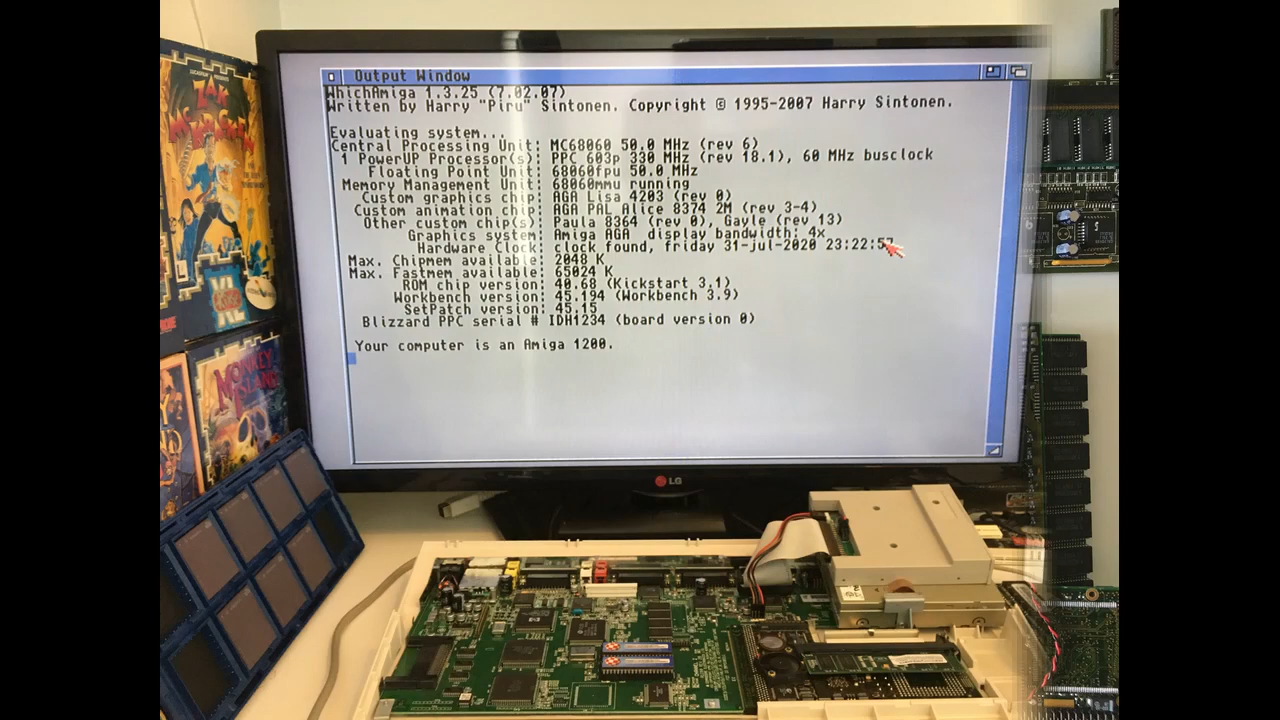 Output Window
WhichAmiga 1.3.25 (7.02.07)
Written by Harry "Piru" Sintonen. Copyright © 1995-2007 Harry Sintonen.
Evaluating system...
Central Processing Unit: MC68060 50.0 MHz (rev 6)
1 PowerUP Processor(s): PPC 603p 330 MHz (rev 18.1), 60 MHz busclock
Floating Point Unit: 68060fpu 50.0 MHz
Memory Management Unit: 68060mmu running
Custom graphics chip: AGA Lisa 4203 (rev 0)
Custom animation chip: AGA PAL Alice 8374 2M (rev 3-4)
Other custom chip(s): Paula 8364 (rev 0), Gayle (rev 13)
Graphics system: Amiga AGA display bandwidth: 4x
Hardware Clock: clock found, friday 31-jul-2020 23:22:57
Max. Chipmem available: 2048 K
Max. Fastmem available: 65024 K
ROM chip version: 40.68 (Kickstart 3.1)
Workbench version: 45.194 (Workbench 3.9)
SetPatch version: 45.15
Blizzard PPC serial # IDH1234 (board version 0)
Your computer is an Amiga 1200.
LG
ZAK
McKRACKEN
XL
MONKEY
ISLAND